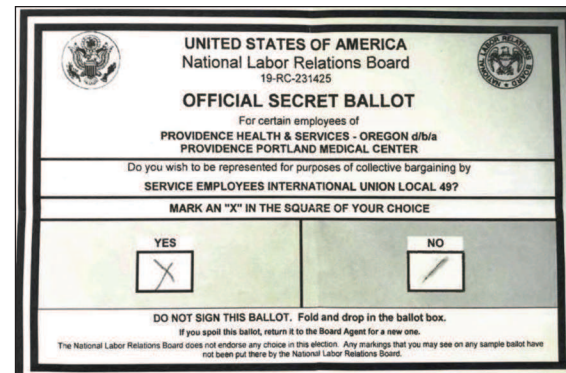 UNITED STATES OF AMERICA
National Labor Relations Board
19-RC-231425
OFFICIAL SECRET BALLOT
For certain employees of
PROVIDENCE HEALTH & SERVICES - OREGON d/b/a
PROVIDENCE PORTLAND MEDICAL CENTER
Do you wish to be represented for purposes of collective bargaining by
SERVICE EMPLOYEES INTERNATIONAL UNION LOCAL 49?
MARK AN "X" IN THE SQUARE OF YOUR CHOICE
YES
NO
X
/
DO NOT SIGN THIS BALLOT. Fold and drop in the ballot box.
If you spoil this ballot, return it to the Board Agent for a new one.
The National Labor Relations Board does not endorse any choice in this election. Any markings that you may see on any sample ballot have
not been put there by the National Labor Relations Board.